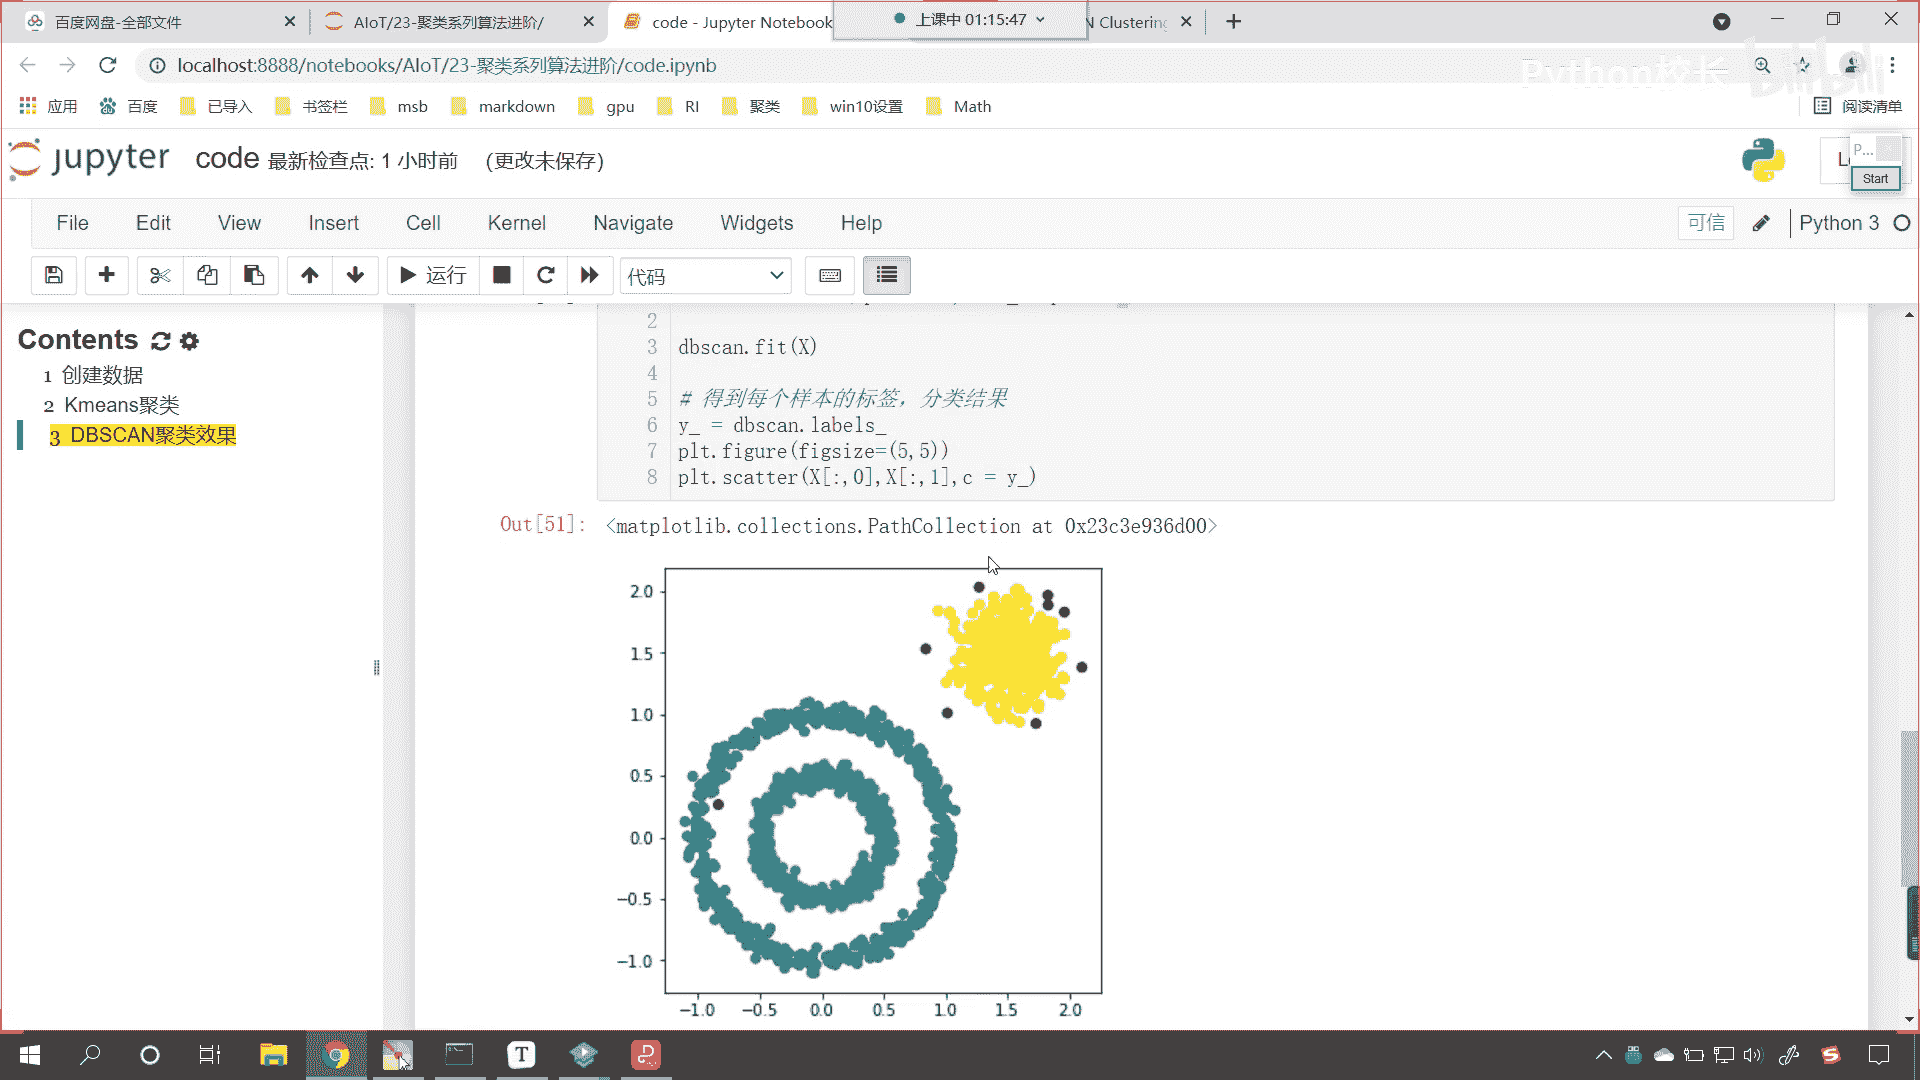 百度网盘-全部文件
AIoT/23-聚类系列算法进阶/
code - Jupyter Notebook
上课中 01:15:47
N Clustering
localhost:8888/notebooks/AIoT/23-聚类系列算法进阶/code.ipynb
Python校长
bilibili
应用 百度 已导入 书签栏 msb markdown gpu RI 聚类 win10设置 Math 阅读清单
jupyter code 最新检查点: 1 小时前 (更改未保存)
P...
Start
File Edit View Insert Cell Kernel Navigate Widgets Help 可信 Python 3
运行 代码
Contents
1 创建数据
2 Kmeans聚类
3 DBSCAN聚类效果
2
3 dbscan.fit(X)
4
5 # 得到每个样本的标签，分类结果
6 y_ = dbscan.labels_
7 plt.figure(figsize=(5,5))
8 plt.scatter(X[:,0],X[:,1],c = y_)
Out[51]: <matplotlib.collections.PathCollection at 0x23c3e936d00>
2.0
1.5
1.0
0.5
0.0
−0.5
−1.0
−1.0 −0.5 0.0 0.5 1.0 1.5 2.0